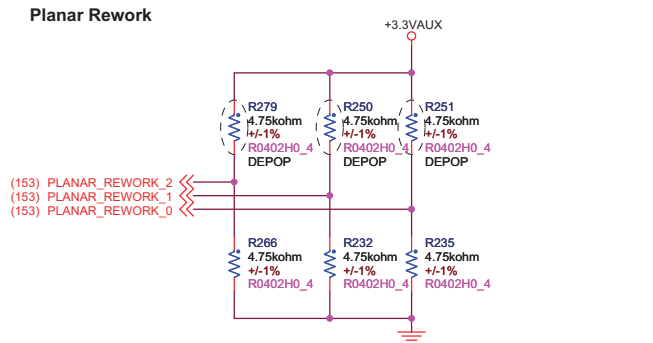 Planar Rework
+3.3VAUX
R279
4.75kohm
+/-1%
R0402H0_4
DEPOP
R250
4.75kohm
+/-1%
R0402H0_4
DEPOP
R251
4.75kohm
+/-1%
R0402H0_4
DEPOP
(153) PLANAR_REWORK_2
(153) PLANAR_REWORK_1
(153) PLANAR_REWORK_0
R266
4.75kohm
+/-1%
R0402H0_4
R232
4.75kohm
+/-1%
R0402H0_4
R235
4.75kohm
+/-1%
R0402H0_4